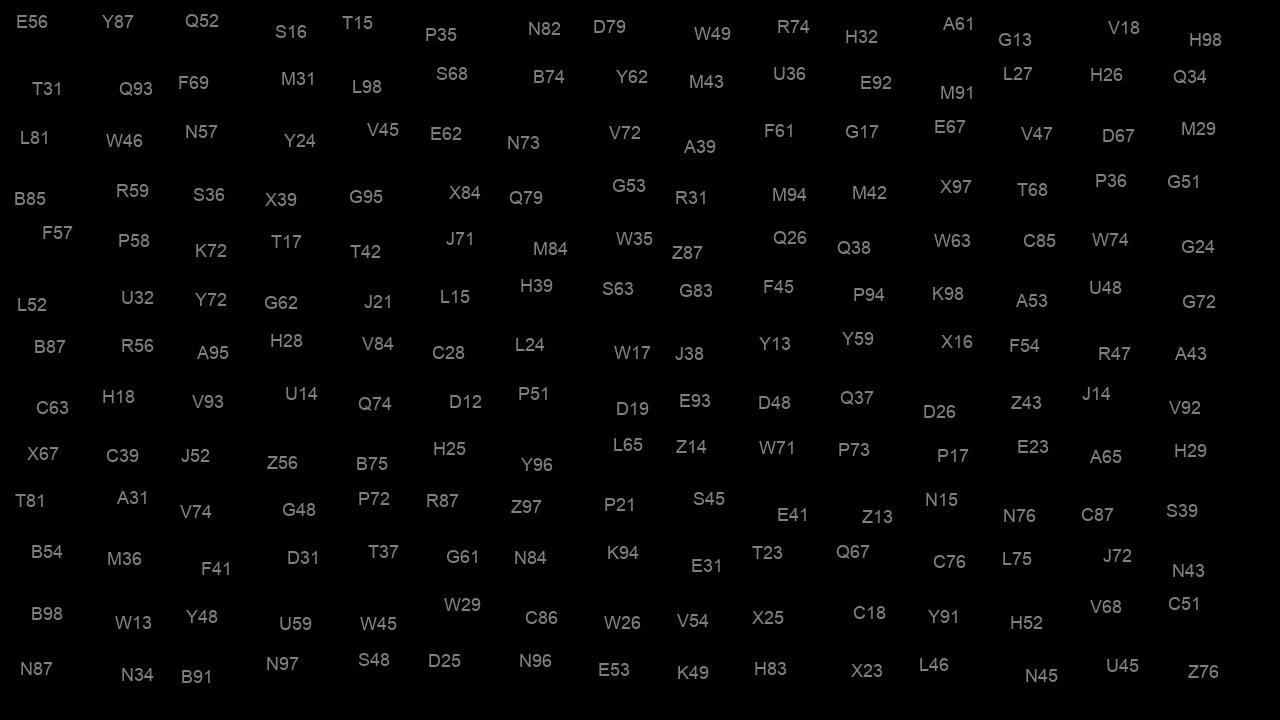 E56 Y87 Q52 S16 T15 P35 N82 D79 W49 R74 H32 A61 G13 V18 H98
T31 Q93 F69 M31 L98 S68 B74 Y62 M43 U36 E92 M91 L27 H26 Q34
L81 W46 N57 Y24 V45 E62 N73 V72 A39 F61 G17 E67 V47 D67 M29
B85 R59 S36 X39 G95 X84 Q79 G53 R31 M94 M42 X97 T68 P36 G51
F57 P58 K72 T17 T42 J71 M84 W35 Z87 Q26 Q38 W63 C85 W74 G24
L52 U32 Y72 G62 J21 L15 H39 S63 G83 F45 P94 K98 A53 U48 G72
B87 R56 A95 H28 V84 C28 L24 W17 J38 Y13 Y59 X16 F54 R47 A43
C63 H18 V93 U14 Q74 D12 P51 D19 E93 D48 Q37 D26 Z43 J14 V92
X67 C39 J52 Z56 B75 H25 Y96 L65 Z14 W71 P73 P17 E23 A65 H29
T81 A31 V74 G48 P72 R87 Z97 P21 S45 E41 Z13 N15 N76 C87 S39
B54 M36 F41 D31 T37 G61 N84 K94 E31 T23 Q67 C76 L75 J72 N43
B98 W13 Y48 U59 W45 W29 C86 W26 V54 X25 C18 Y91 H52 V68 C51
N87 N34 B91 N97 S48 D25 N96 E53 K49 H83 X23 L46 N45 U45 Z76